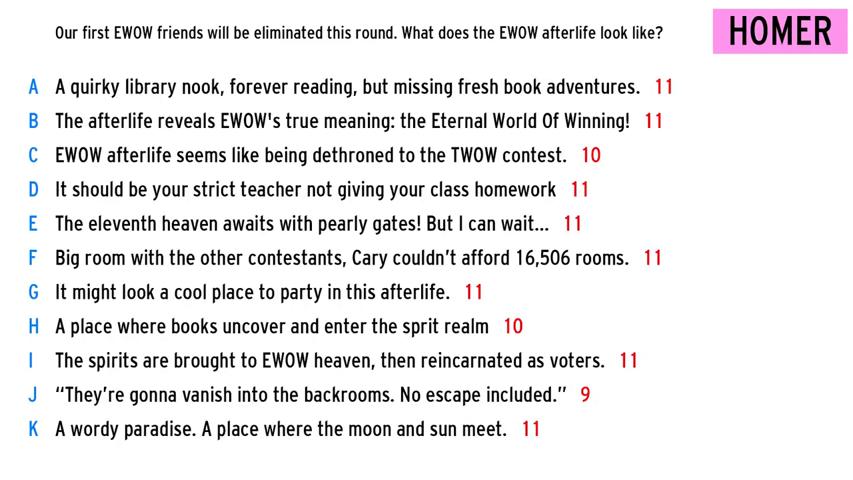 Our first EWOW friends will be eliminated this round. What does the EWOW afterlife look like?
HOMER
A A quirky library nook, forever reading, but missing fresh book adventures. 11
B The afterlife reveals EWOW's true meaning: the Eternal World Of Winning! 11
C EWOW afterlife seems like being dethroned to the TWOW contest. 10
D It should be your strict teacher not giving your class homework 11
E The eleventh heaven awaits with pearly gates! But I can wait... 11
F Big room with the other contestants, Cary couldn't afford 16,506 rooms. 11
G It might look a cool place to party in this afterlife. 11
H A place where books uncover and enter the sprit realm 10
I The spirits are brought to EWOW heaven, then reincarnated as voters. 11
J “They're gonna vanish into the backrooms. No escape included.” 9
K A wordy paradise. A place where the moon and sun meet. 11